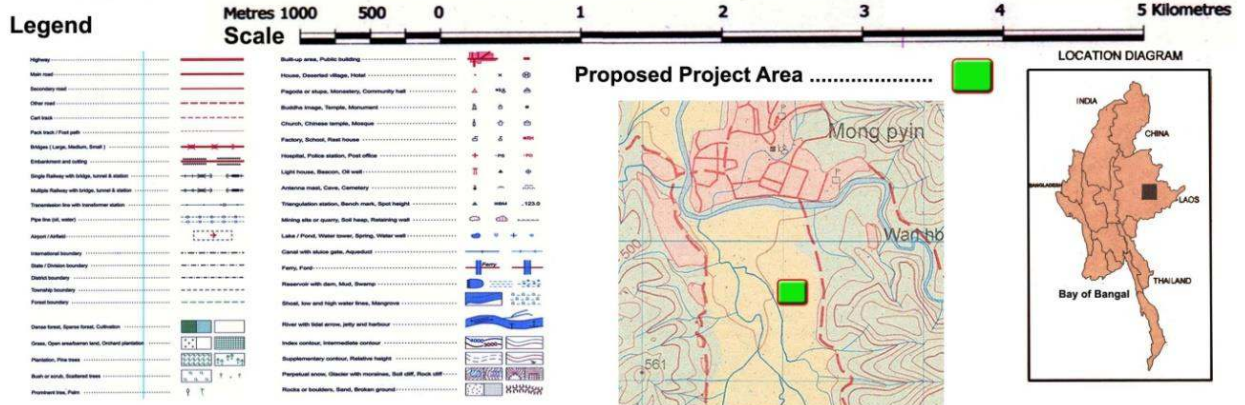 Legend
Metres 1000 500 0 1 2 3 4 5 Kilometres
Scale
Highway
Main road
Secondary road
Other road
Cart track
Pack track / Foot path
Bridges ( Large, Medium, Small )
Embankment and cutting
Single Railway with bridge, tunnel & station
Multiple Railway with bridge, tunnel & station
Transmission line with transformer station
Pipe line (oil, water)
Airport / Airfield
International boundary
State / Division boundary
District boundary
Township boundary
Forest boundary
Dense forest, Sparse forest, Cultivation
Grass, Open area/barren land, Orchard plantation
Plantation, Pine trees
Bush or scrub, Scattered trees
Prominent tree, Palm
Built-up area, Public building
House, Deserted village, Hotel
Pagoda or stupa, Monastery, Community hall
Buddha image, Temple, Monument
Church, Chinese temple, Mosque
Factory, School, Rest house
Hospital, Police station, Post office
Light house, Beacon, Oil well
Antenna mast, Cave, Cemetery
Triangulation station, Bench mark, Spot height
BM .123.0
Mining site or quarry, Soil heap, Retaining wall
Lake / Pond, Water tower, Spring, Water well
Canal with sluice gate, Aqueduct
Ferry, Ford
Ferry
Reservoir with dam, Mud, Swamp
Shoal, low and high water lines, Mangrove
River with tidal arrow, jetty and harbour
Index contour, Intermediate contour
Supplementary contour, Relative height
Perpetual snow, Glacier with moraines, Soil cliff, Rock cliff
Rocks or boulders, Sand, Broken ground
Proposed Project Area ......................
Mong pyin
Wan hb
500
561
LOCATION DIAGRAM
INDIA
CHINA
BANGLADESH
LAOS
THAILAND
Bay of Bangal